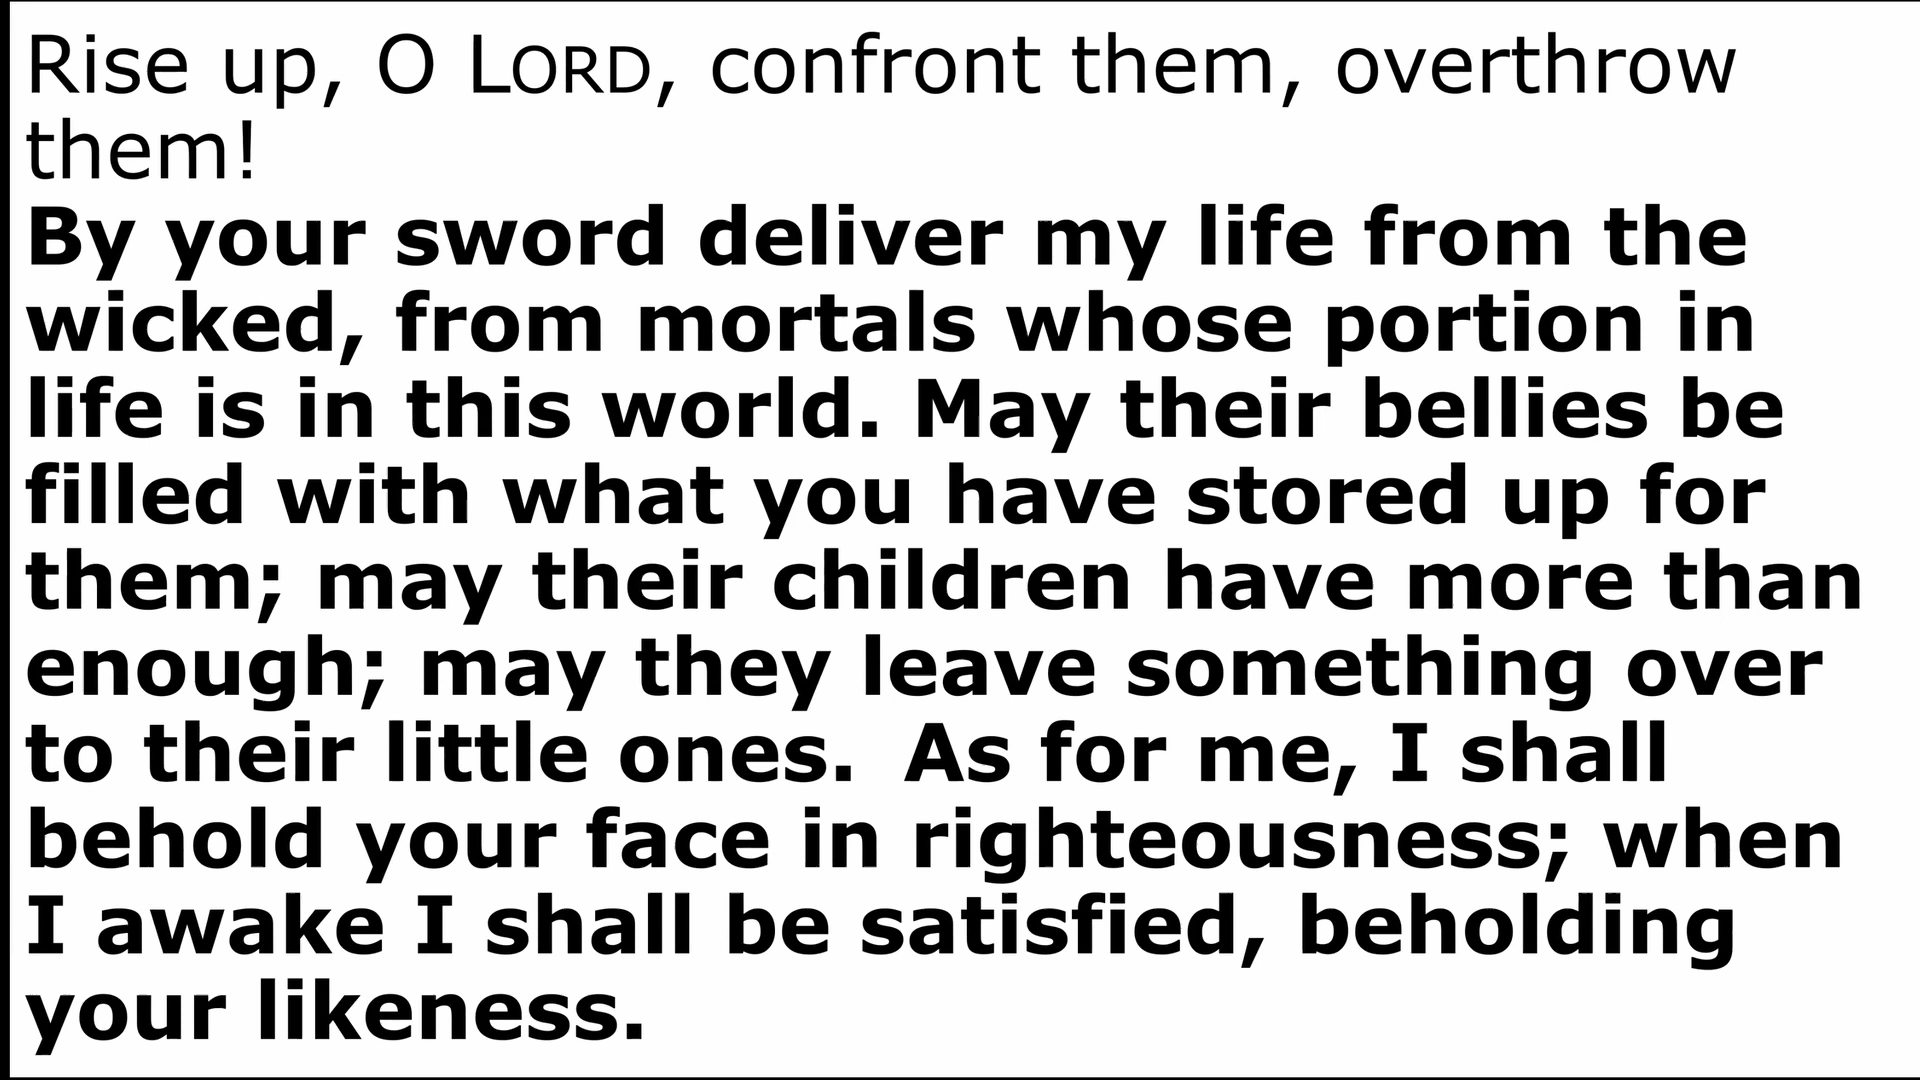 Rise up, O LORD, confront them, overthrow
them!
By your sword deliver my life from the
wicked, from mortals whose portion in
life is in this world. May their bellies be
filled with what you have stored up for
them; may their children have more than
enough; may they leave something over
to their little ones.  As for me, I shall
behold your face in righteousness; when
I awake I shall be satisfied, beholding
your likeness.